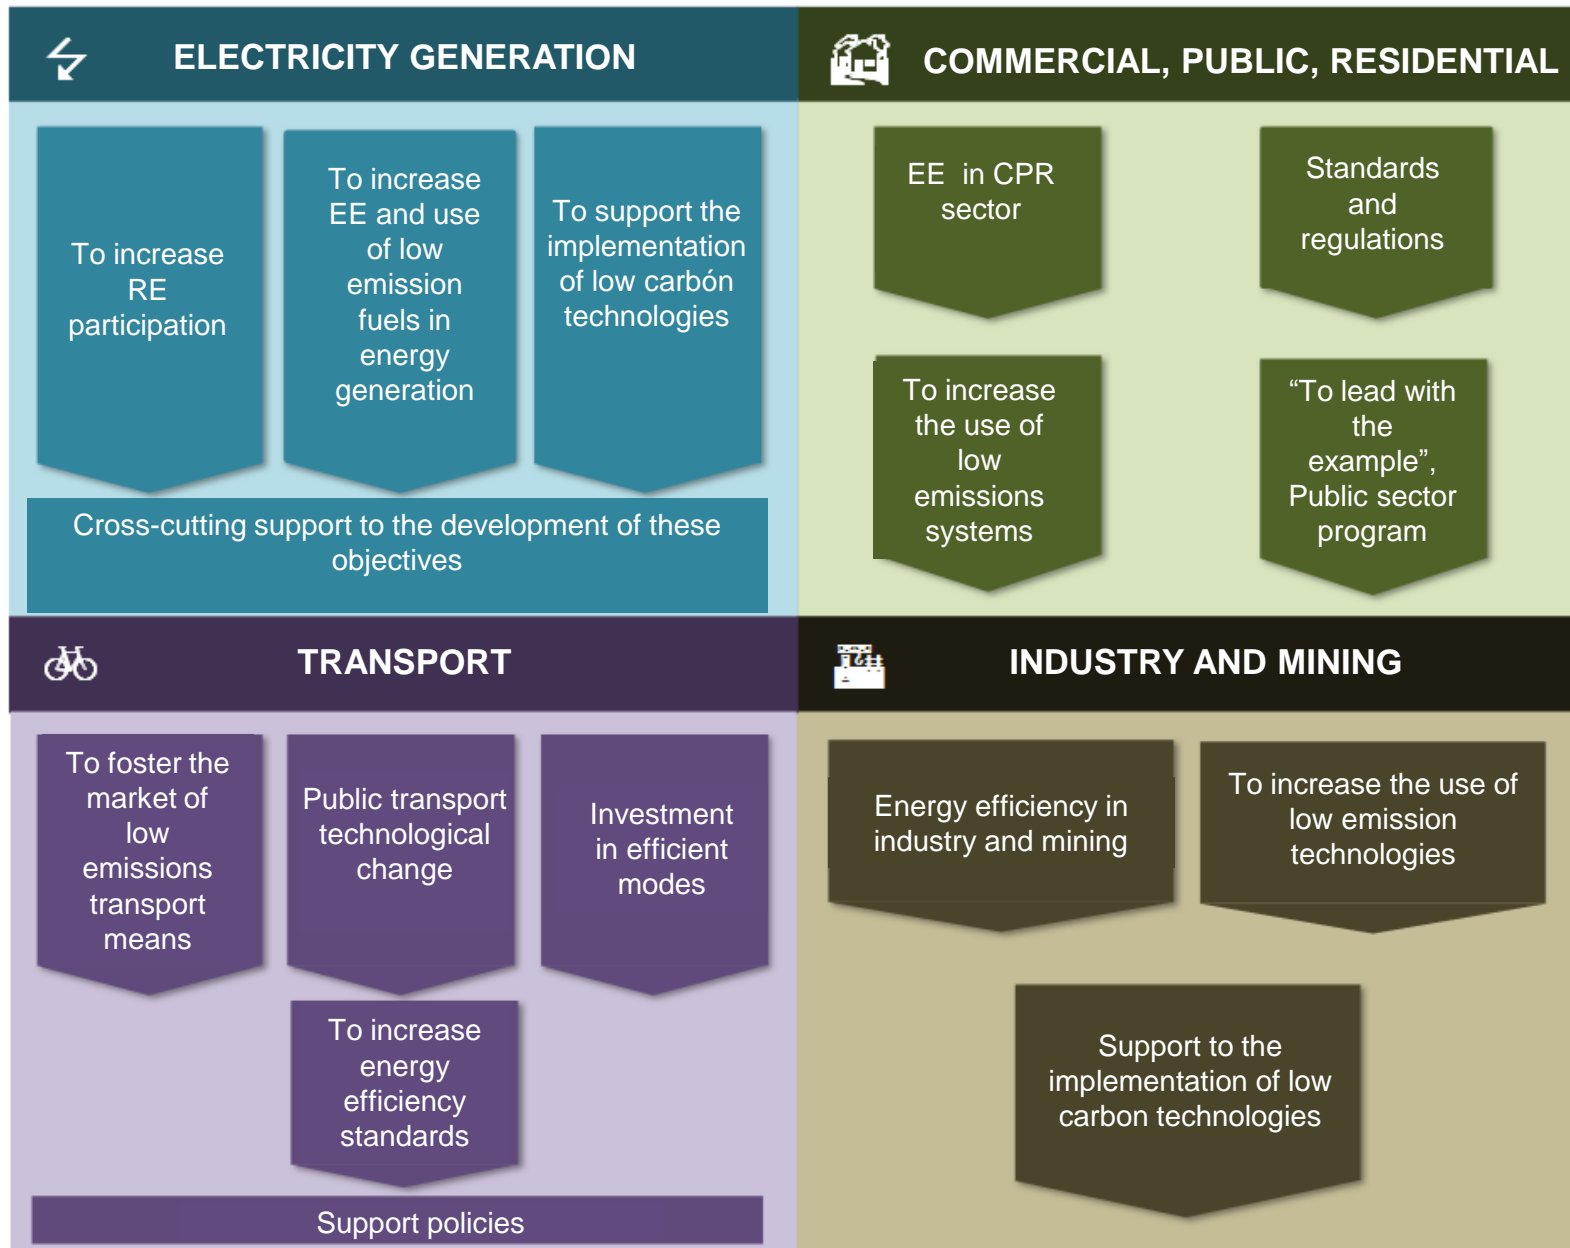 ELECTRICITY GENERATION
To increase
RE
participation
To increase
EE and use
of low
emission
fuels in
energy
generation
To support the
implementation
of low carbón
technologies
Cross-cutting support to the development of these
objectives
COMMERCIAL, PUBLIC, RESIDENTIAL
EE in CPR
sector
Standards
and
regulations
To increase
the use of
low
emissions
systems
“To lead with
the
example”,
Public sector
program
TRANSPORT
To foster the
market of
low
emissions
transport
means
Public transport
technological
change
Investment
in efficient
modes
To increase
energy
efficiency
standards
Support policies
INDUSTRY AND MINING
Energy efficiency in
industry and mining
To increase the use of
low emission
technologies
Support to the
implementation of low
carbon technologies